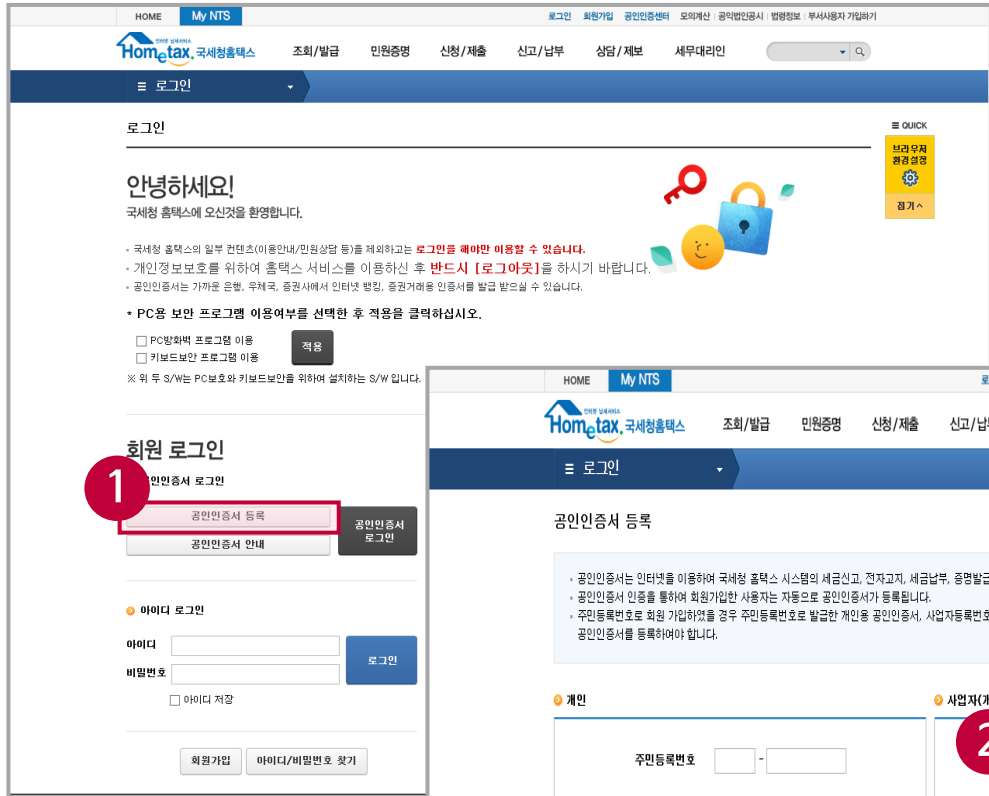 HOME My NTS 로그인 회원가입 공인인증센터 모의계산 | 공익법인공시 | 법령정보 | 부서사용자 가입하기
인터넷 납세서비스
Hometax. 국세청홈택스 조회/발급 민원증명 신청/제출 신고/납부 상담/제보 세무대리인
로그인
로그인
QUICK
브라우저
환경설정
접기
안녕하세요!
국세청 홈택스에 오신것을 환영합니다.
국세청 홈택스의 일부 컨텐츠(이용안내/민원상담 등)를 제외하고는 로그인을 해야만 이용할 수 있습니다.
개인정보보호를 위하여 홈택스 서비스를 이용하신 후 반드시 [로그아웃]을 하시기 바랍니다.
공인인증서는 가까운 은행, 우체국, 증권사에서 인터넷 뱅킹, 증권거래용 인증서를 발급 받으실 수 있습니다.
* PC용 보안 프로그램 이용여부를 선택한 후 적용을 클릭하십시오.
PC방화벽 프로그램 이용
키보드보안 프로그램 이용
적용
※ 위 두 S/W는 PC보호와 키보드보안을 위하여 설치하는 S/W 입니다.
회원 로그인
1
인인증서 로그인
공인인증서 등록
공인인증서 안내
공인인증서
로그인
아이디 로그인
아이디
비밀번호
로그인
아이디 저장
회원가입 아이디/비밀번호 찾기
HOME My NTS 로
Hometax. 국세청홈택스 조회/발급 민원증명 신청/제출 신고/납
로그인
공인인증서 등록
공인인증서는 인터넷을 이용하여 국세청 홈택스 시스템의 세금신고, 전자고지, 세금납부, 증명발급
공인인증서 인증을 통하여 회원가입한 사용자는 자동으로 공인인증서가 등록됩니다.
주민등록번호로 회원 가입하였을 경우 주민등록번호로 발급한 개인용 공인인증서, 사업자등록번호
공인인증서를 등록하여야 합니다.
개인
사업자(개
2
주민등록번호 -